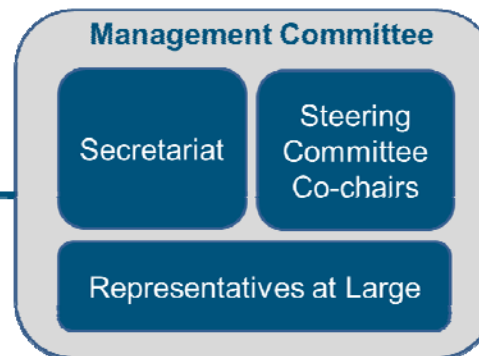 Management Committee
Secretariat
Steering
Committee
Co-chairs
Representatives at Large